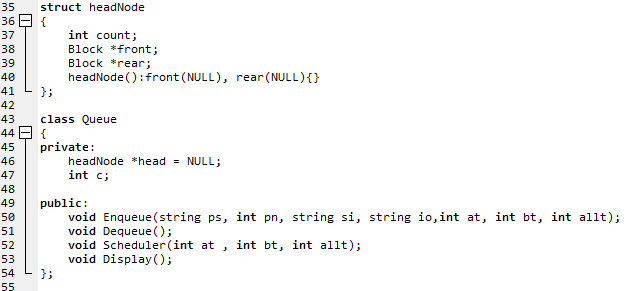 35 struct headNode
36 {
37     int count;
38     Block *front;
39     Block *rear;
40     headNode():front(NULL), rear(NULL){}
41 };
42
43 class Queue
44 {
45 private:
46     headNode *head = NULL;
47     int c;
48
49 public:
50     void Enqueue(string ps, int pn, string si, string io,int at, int bt, int allt);
51     void Dequeue();
52     void Scheduler(int at , int bt, int allt);
53     void Display();
54 };
55